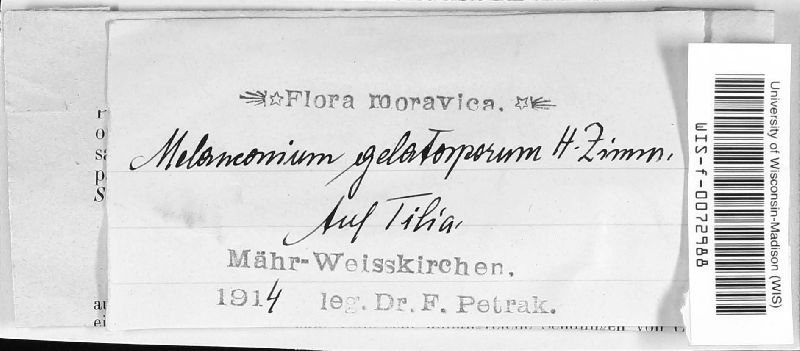 ☆Flora moravica.☆
Melanconium gelatosporum H. Zimm.
Auf Tilia.
Mähr-Weisskirchen.
1914 leg. Dr. F. Petrak.
University of Wisconsin-Madison (WIS)
WIS-f-0072988